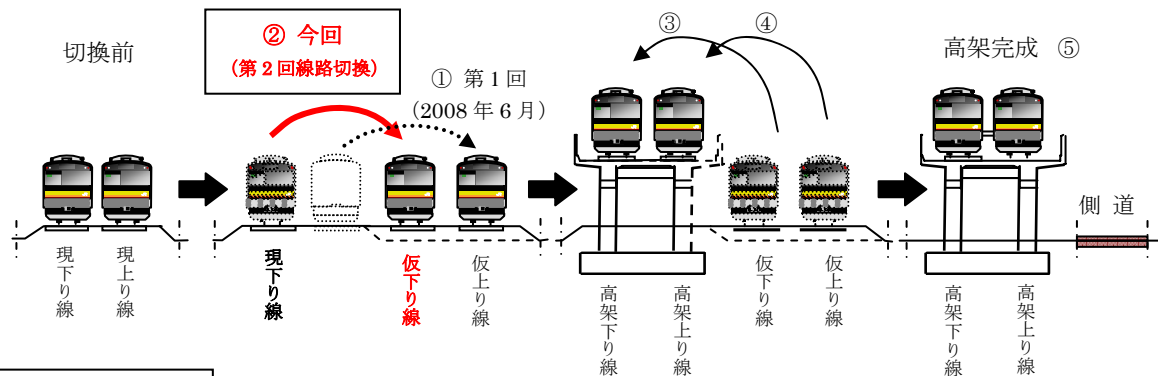 切換前
② 今回
(第2回線路切換)
① 第1回
(2008年6月)
③
④
高架完成 ⑤
側 道
現下り線
現上り線
現下り線
仮下り線
仮上り線
高架下り線
高架上り線
仮下り線
仮上り線
高架下り線
高架上り線